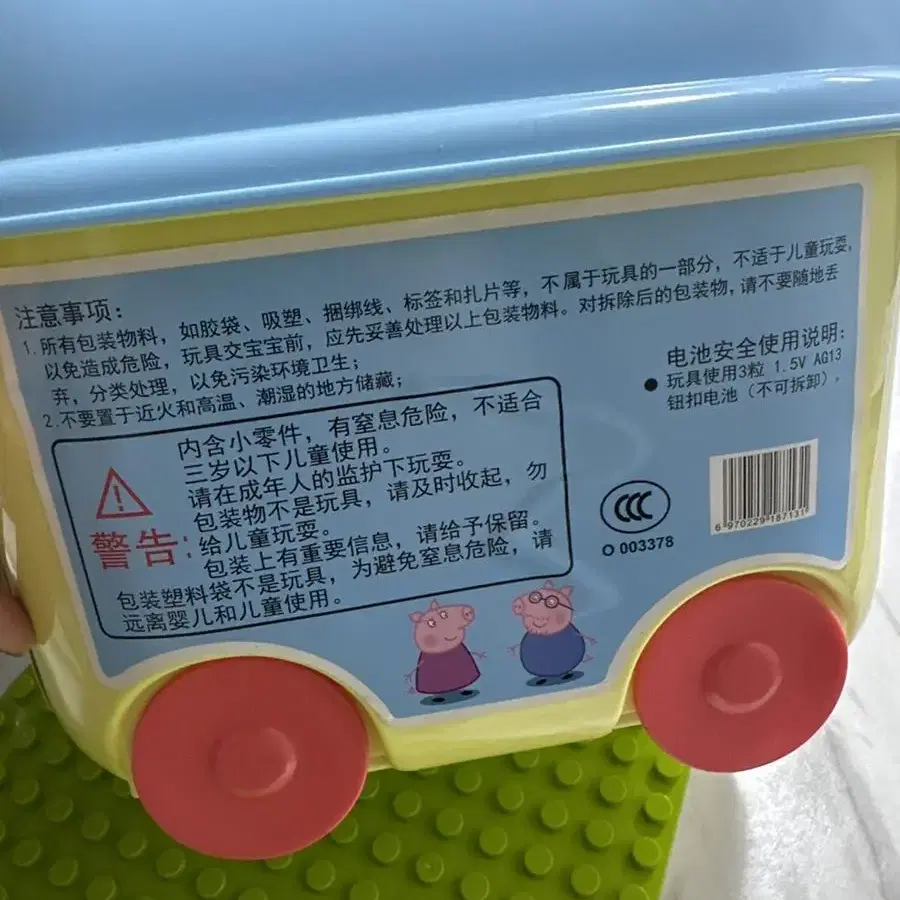 注意事项：
1.所有包装物料，如胶袋、吸塑、捆绑线、标签和扎片等，不属于玩具的一部分，不适于儿童玩耍，
以免造成危险，玩具交宝宝前，应先妥善处理以上包装物料。对拆除后的包装物，请不要随地丢
弃，分类处理，以免污染环境卫生；
2.不要置于近火和高温、潮湿的地方储藏；
警告：
内含小零件，有窒息危险，不适合
三岁以下儿童使用。
请在成年人的监护下玩耍。
包装物不是玩具，请及时收起，勿
给儿童玩耍。
包装上有重要信息，请给予保留。
包装塑料袋不是玩具，为避免窒息危险，请
远离婴儿和儿童使用。
电池安全使用说明：
● 玩具使用3粒 1.5V AG13
钮扣电池（不可拆卸）.
CCC
O 003378
6 970229 187131